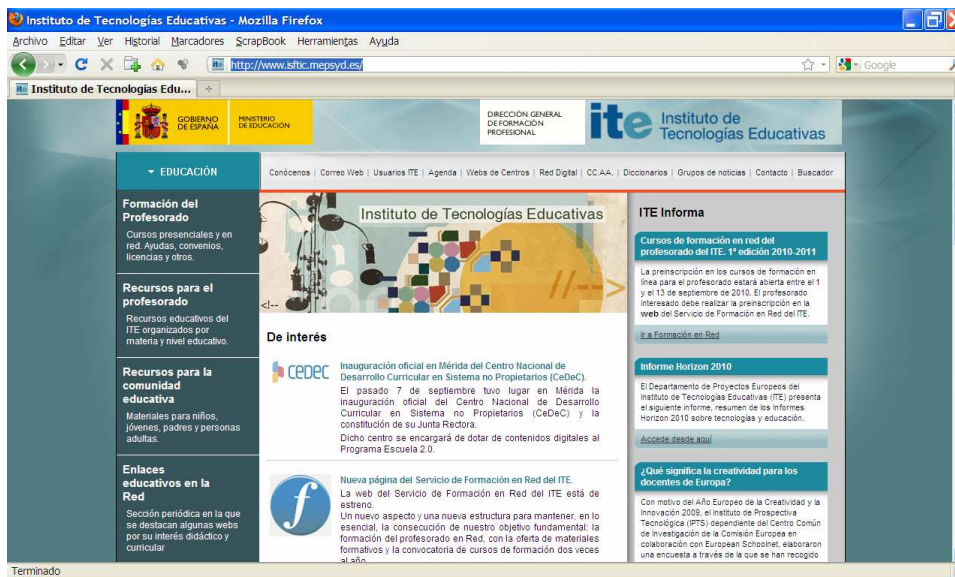 Instituto de Tecnologías Educativas - Mozilla Firefox
Archivo Editar Ver Historial Marcadores ScrapBook Herramientas Ayuda
http://www.isftic.mepsyd.es/
Google
Instituto de Tecnologías Edu...
GOBIERNO
DE ESPAÑA
MINISTERIO
DE EDUCACIÓN
DIRECCIÓN GENERAL
DE FORMACIÓN
PROFESIONAL
ite
Instituto de
Tecnologías Educativas
EDUCACIÓN
Conócenos | Correo Web | Usuarios ITE | Agenda | Webs de Centros | Red Digital | CC.AA. | Diccionarios | Grupos de noticias | Contacto | Buscador
Formación del
Profesorado
Cursos presenciales y en
red. Ayudas, convenios,
licencias y otros.
Recursos para el
profesorado
Recursos educativos del
ITE organizados por
materia y nivel educativo.
Recursos para la
comunidad
educativa
Materiales para niños,
jóvenes, padres y personas
adultas.
Enlaces
educativos en la
Red
Sección periódica en la que
se destacan algunas webs
por su interés didáctico y
curricular
Instituto de Tecnologías Educativas
<!--
//-->
De interés
CEDEC
Inauguración oficial en Mérida del Centro Nacional de
Desarrollo Curricular en Sistema no Propietarios (CeDeC).
El pasado 7 de septiembre tuvo lugar en Mérida la
inauguración oficial del Centro Nacional de Desarrollo
Curricular en Sistema no Propietarios (CeDeC) y la
constitución de su Junta Rectora.
Dicho centro se encargará de dotar de contenidos digitales al
Programa Escuela 2.0.
f
Nueva página del Servicio de Formación en Red del ITE.
La web del Servicio de Formación en Red del ITE está de
estreno.
Un nuevo aspecto y una nueva estructura para mantener, en lo
esencial, la consecución de nuestro objetivo fundamental: la
formación del profesorado en Red, con la oferta de materiales
formativos y la convocatoria de cursos de formación dos veces
al año.
ITE Informa
Cursos de formación en red del
profesorado del ITE. 1ª edición 2010-2011
La preinscripción en los cursos de formación en
línea para el profesorado estará abierta entre el 1
y el 13 de septiembre de 2010. El profesorado
interesado debe realizar la preinscripción en la
web del Servicio de Formación en Red del ITE.
Ir a Formación en Red
Informe Horizon 2010
El Departamento de Proyectos Europeos del
Instituto de Tecnologías Educativas (ITE) presenta
el siguiente informe, resumen de los Informes
Horizon 2010 sobre tecnologías y educación.
Accede desde aquí
¿Qué significa la creatividad para los
docentes de Europa?
Con motivo del Año Europeo de la Creatividad y la
Innovación 2009, el Instituto de Prospectiva
Tecnológica (IPTS) dependiente del Centro Común
de Investigación de la Comisión Europea en
colaboración con European Schoolnet, elaboraron
una encuesta a través de la que se han recogido
Terminado